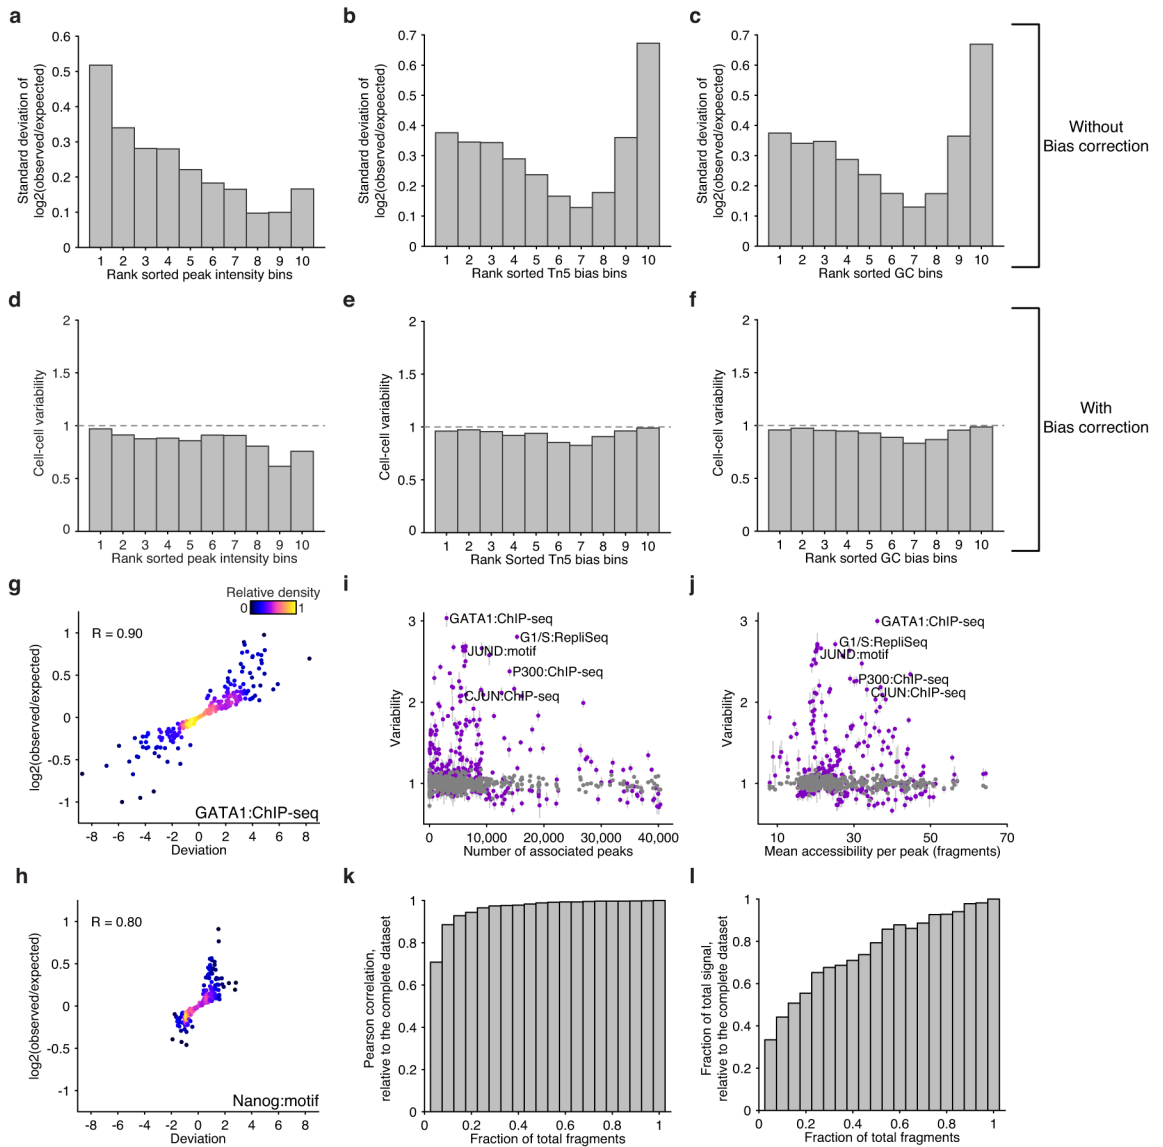 a
Standard deviation of
log2(observed/expeected)
0.6
0.5
0.4
0.3
0.2
0.1
0
1 2 3 4 5 6 7 8 9 10
Rank sorted peak intensity bins
b
Standard deviation of
log2(observed/expeected)
0.7
0.6
0.5
0.4
0.3
0.2
0.1
0
1 2 3 4 5 6 7 8 9 10
Rank sorted Tn5 bias bins
c
Standard deviation of
log2(observed/expeected)
0.7
0.6
0.5
0.4
0.3
0.2
0.1
0
1 2 3 4 5 6 7 8 9 10
Rank sorted GC bins
Without
Bias correction
d
Cell-cell variability
2
1.5
1
0.5
0
1 2 3 4 5 6 7 8 9 10
Rank sorted peak intensity bins
e
Cell-cell variability
2
1.5
1
0.5
0
1 2 3 4 5 6 7 8 9 10
Rank Sorted Tn5 bias bins
f
Cell-cell variability
2
1.5
1
0.5
0
1 2 3 4 5 6 7 8 9 10
Rank sorted GC bias bins
With
Bias correction
g
Relative density
0 1
R = 0.90
log2(observed/expected)
1
0.5
0
-0.5
-1
GATA1:ChIP-seq
-8 -6 -4 -2 0 2 4 6 8
Deviation
i
Variability
3
2
1
GATA1:ChIP-seq
G1/S:RepliSeq
JUND:motif
P300:ChIP-seq
CJUN:ChIP-seq
0 10,000 20,000 30,000 40,000
Number of associated peaks
j
Variability
3
2
1
GATA1:ChIP-seq
G1/S:RepliSeq
JUND:motif
P300:ChIP-seq
CJUN:ChIP-seq
10 30 50 70
Mean accessibility per peak (fragments)
h
R = 0.80
log2(observed/expected)
1
0.5
0
-0.5
-1
Nanog:motif
-8 -6 -4 -2 0 2 4 6 8
Deviation
k
Pearson correlation,
relative to the complete dataset
1
0.8
0.6
0.4
0.2
0
0 0.2 0.4 0.6 0.8 1
Fraction of total fragments
l
Fraction of total signal,
relative to the complete dataset
1
0.8
0.6
0.4
0.2
0
0 0.2 0.4 0.6 0.8 1
Fraction of total fragments